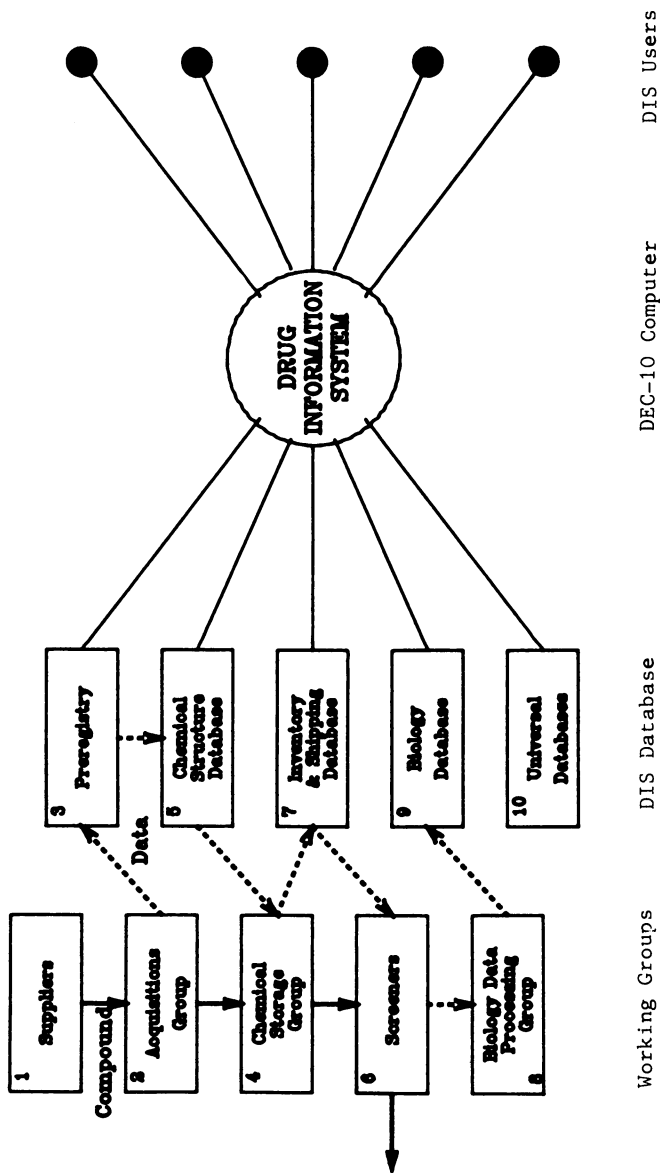 1
Suppliers
Compound
2
Acquisitions
Group
4
Chemical
Storage
Group
6
Screeners
Biology Data
Processing
Group
8
3
Preregistry
Data
5
Chemical
Structure
Database
7
Inventory
& Shipping
Database
9
Biology
Database
10
Universal
Databases
DRUG
INFORMATION
SYSTEM
Working Groups
DIS Database
DEC-10 Computer
DIS Users